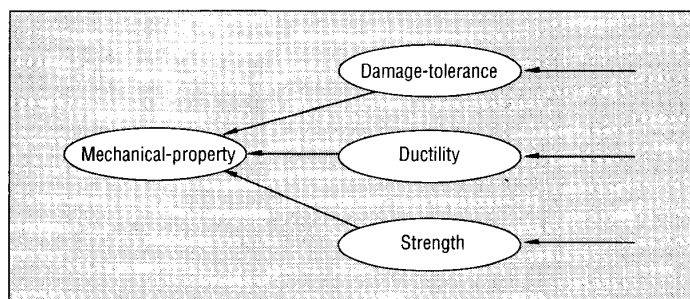 Damage-tolerance
Mechanical-property
Ductility
Strength